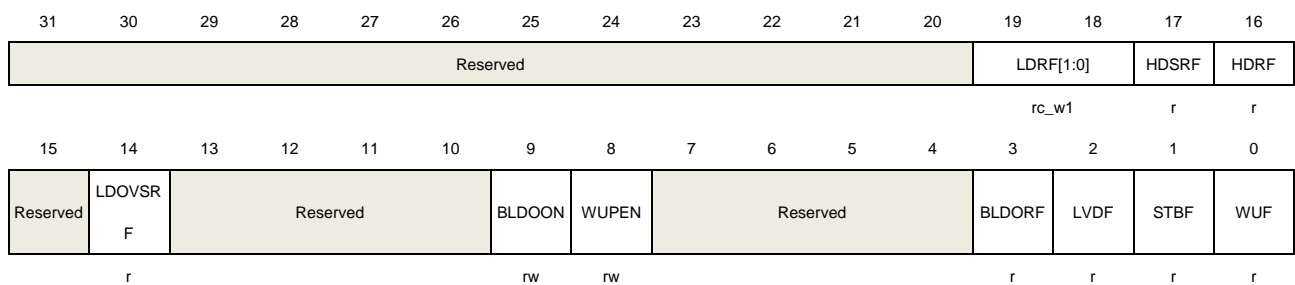 31 30 29 28 27 26 25 24 23 22 21 20 19 18 17 16
Reserved LDRF[1:0] HDSRF HDRF
rc_w1 r r
15 14 13 12 11 10 9 8 7 6 5 4 3 2 1 0
Reserved LDOVSR
F Reserved BLDOON WUPEN Reserved BLDORF LVDF STBF WUF
r rw rw r r r r